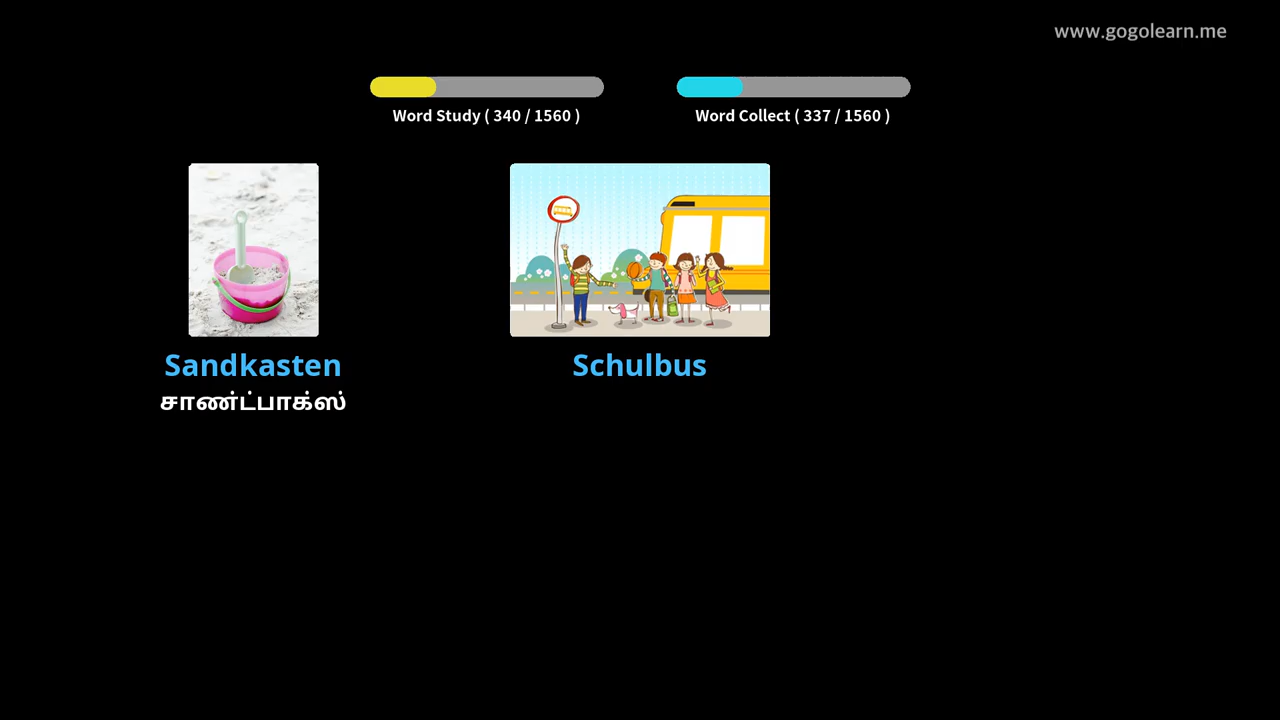 www.gogolearn.me
Word Study ( 340 / 1560 )
Word Collect ( 337 / 1560 )
Sandkasten
சாண்ட்பாக்ஸ்
Schulbus